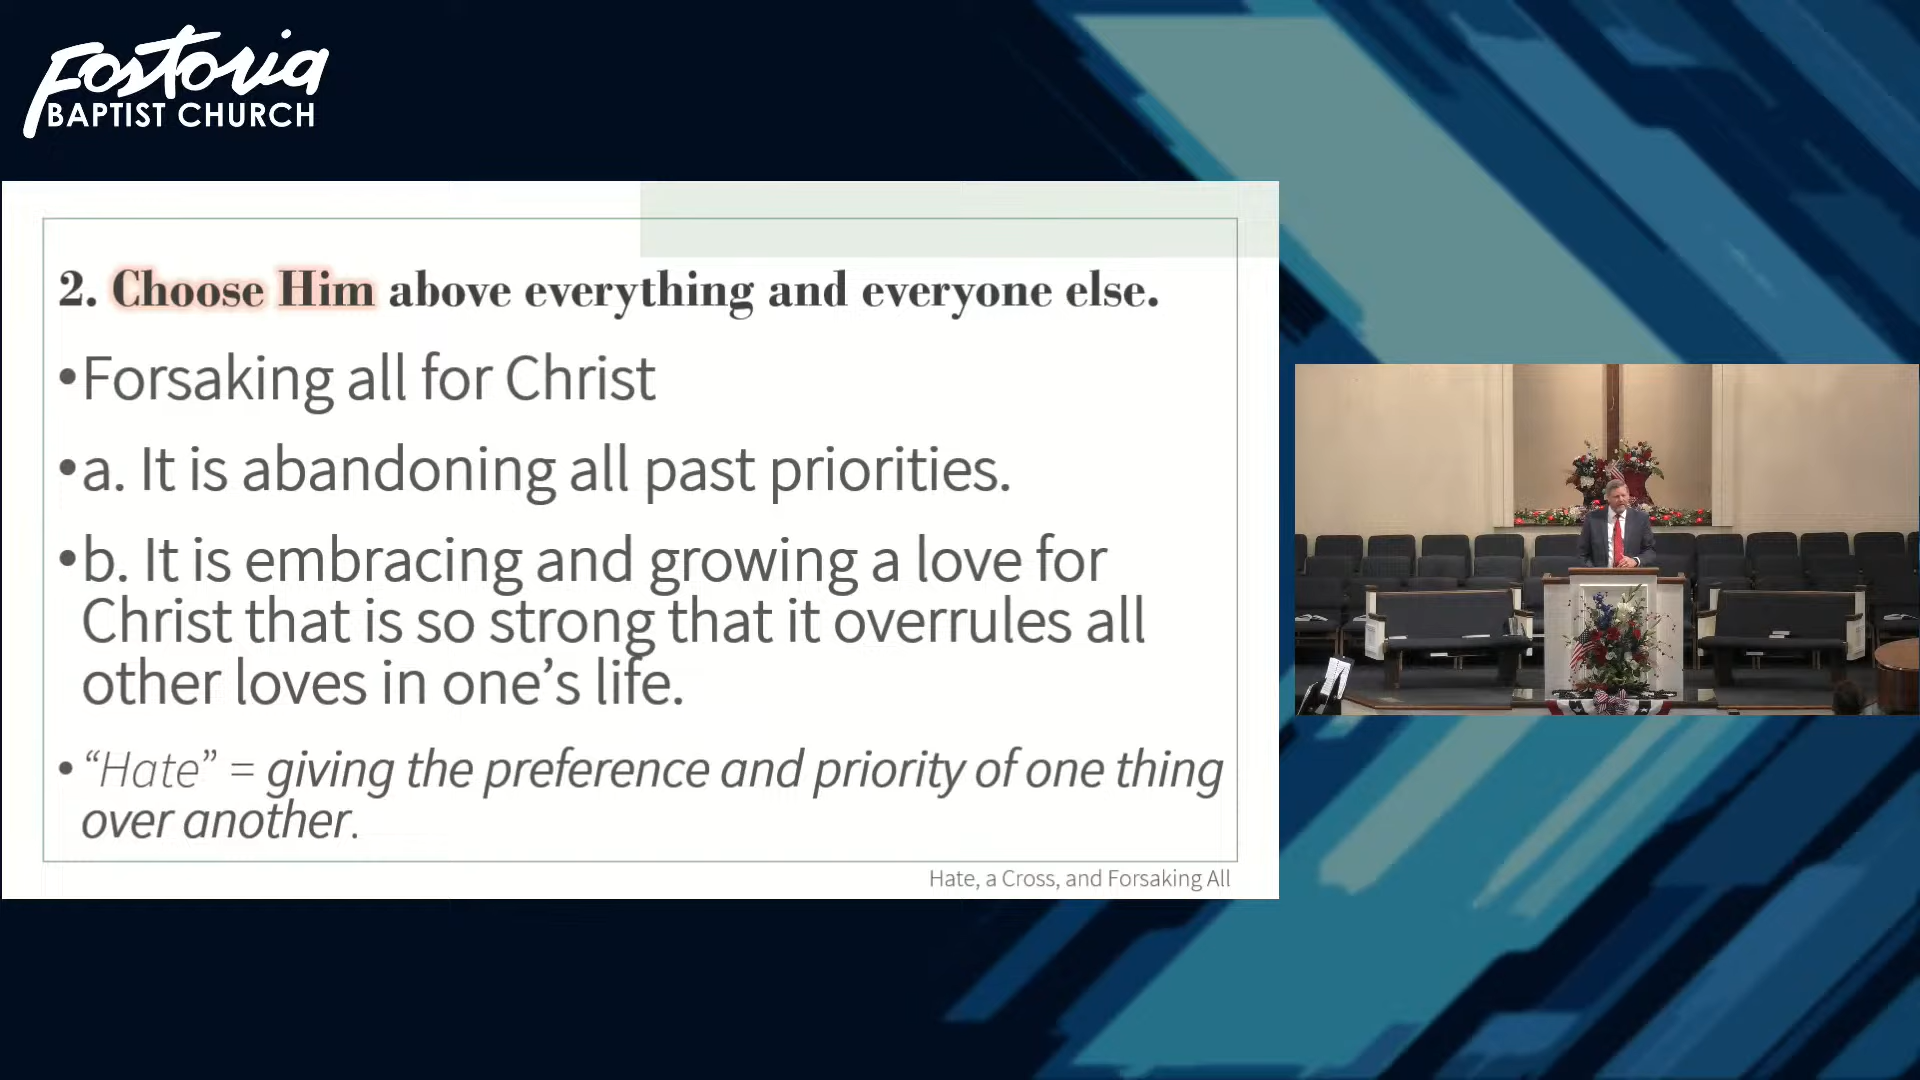 Fostoria
BAPTIST CHURCH
2. Choose Him above everything and everyone else.
•Forsaking all for Christ
•a. It is abandoning all past priorities.
•b. It is embracing and growing a love for
Christ that is so strong that it overrules all
other loves in one’s life.
• “Hate” = giving the preference and priority of one thing
over another.
Hate, a Cross, and Forsaking All